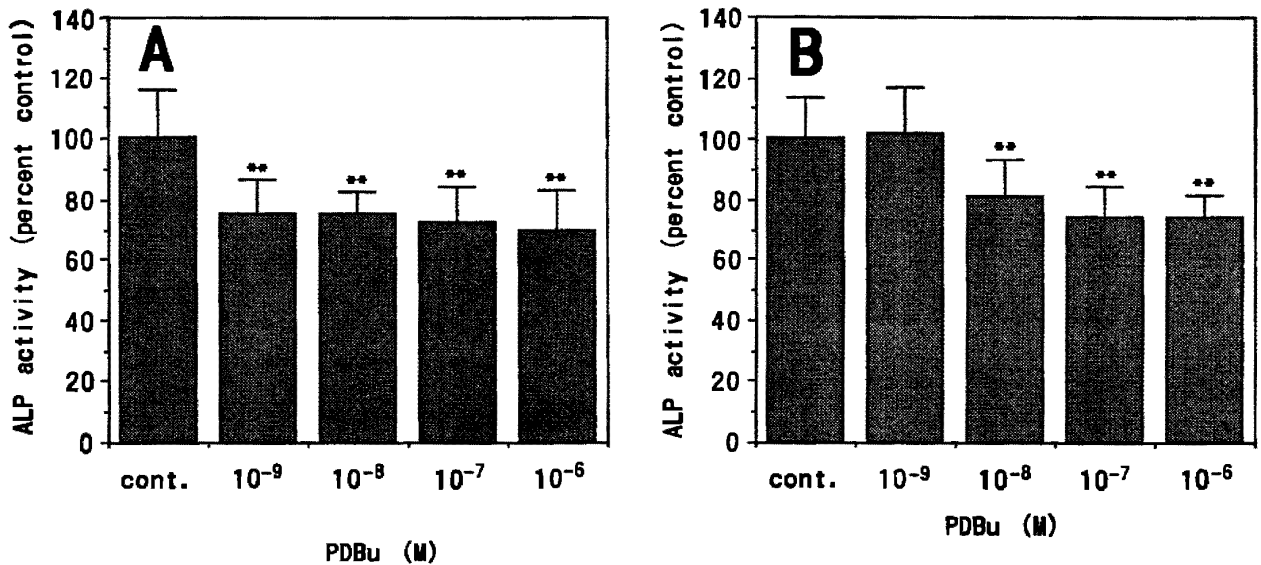 A
ALP activity (percent control)
140
120
100
80
60
40
20
0
** ** ** **
cont. 10⁻⁹ 10⁻⁸ 10⁻⁷ 10⁻⁶
PDBu (M)
B
ALP activity (percent control)
140
120
100
80
60
40
20
0
** ** **
cont. 10⁻⁹ 10⁻⁸ 10⁻⁷ 10⁻⁶
PDBu (M)